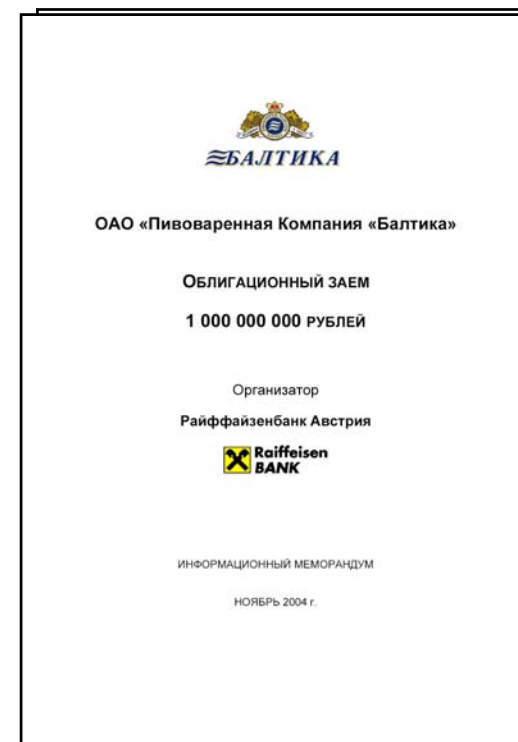 БАЛТИКА
ОАО «Пивоваренная Компания «Балтика»
ОБЛИГАЦИОННЫЙ ЗАЕМ
1 000 000 000 РУБЛЕЙ
Организатор
Райффайзенбанк Австрия
Raiffeisen
BANK
ИНФОРМАЦИОННЫЙ МЕМОРАНДУМ
НОЯБРЬ 2004 г.